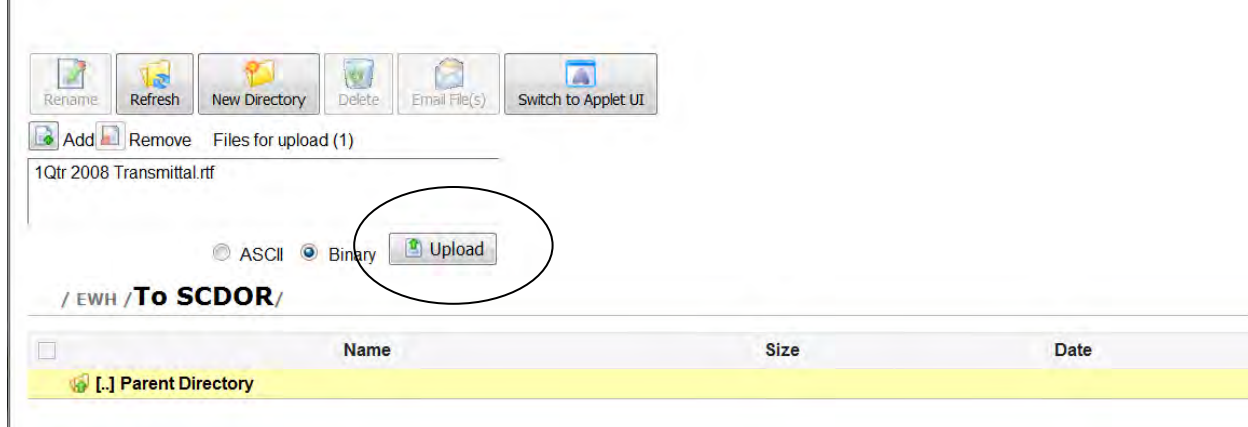 Rename Refresh New Directory Delete Email File(s) Switch to Applet UI
Add Remove Files for upload (1)
1Qtr 2008 Transmittal.rtf
ASCII Binary Upload
/ EWH /To SCDOR/
Name Size Date
[..] Parent Directory